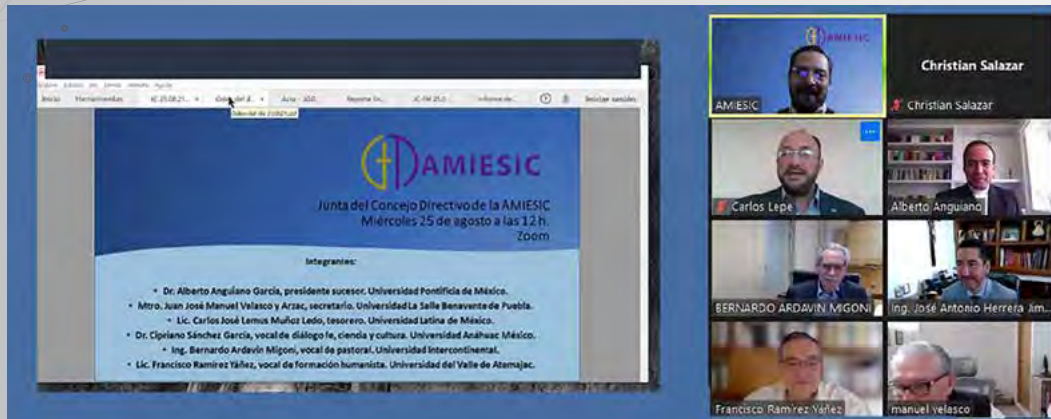 Inicio
Herramientas
Iniciar sesión
AMIESIC
Junta del Concejo Directivo de la AMIESIC
Miércoles 25 de agosto a las 12 h.
Zoom
Integrantes:
• Dr. Alberto Anguiano García, presidente sucesor. Universidad Pontificia de México.
• Mtro. Juan José Manuel Velasco y Arzac, secretario. Universidad La Salle Benavente de Puebla.
• Lic. Carlos José Lemus Muñoz Ledo, tesorero. Universidad Latina de México.
• Dr. Cipriano Sánchez García, vocal de diálogo fe, ciencia y cultura. Universidad Anáhuac México.
• Ing. Bernardo Ardavín Migoni, vocal de pastoral. Universidad Intercontinental.
• Lic. Francisco Ramírez Yáñez, vocal de formación humanista. Universidad del Valle de Atemajac.
AMIESIC
AMIESIC
Christian Salazar
Christian Salazar
Carlos Lepe
Alberto Anguiano
BERNARDO ARDAVIN MIGONI
Ing. José Antonio Herrera Jim...
Francisco Ramírez Yáñez
manuel velasco